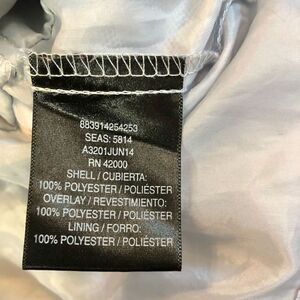 883914254253
SEAS: 5814
A3201JUN14
RN 42000
SHELL / CUBIERTA:
100% POLYESTER / POLIÉSTER
OVERLAY / REVESTIMIENTO:
100% POLYESTER / POLIÉSTER
LINING / FORRO:
100% POLYESTER / POLIÉSTER